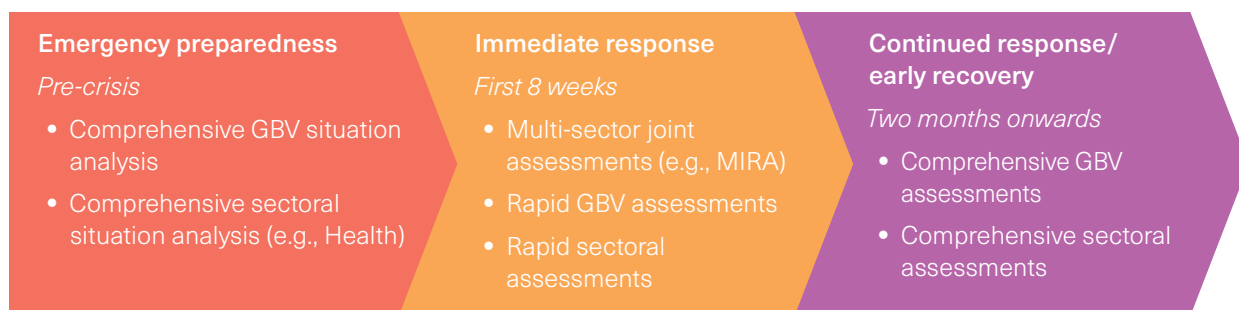 Emergency preparedness
Pre-crisis
• Comprehensive GBV situation
analysis
• Comprehensive sectoral
situation analysis (e.g., Health)
Immediate response
First 8 weeks
• Multi-sector joint
assessments (e.g., MIRA)
• Rapid GBV assessments
• Rapid sectoral
assessments
Continued response/
early recovery
Two months onwards
• Comprehensive GBV
assessments
• Comprehensive sectoral
assessments